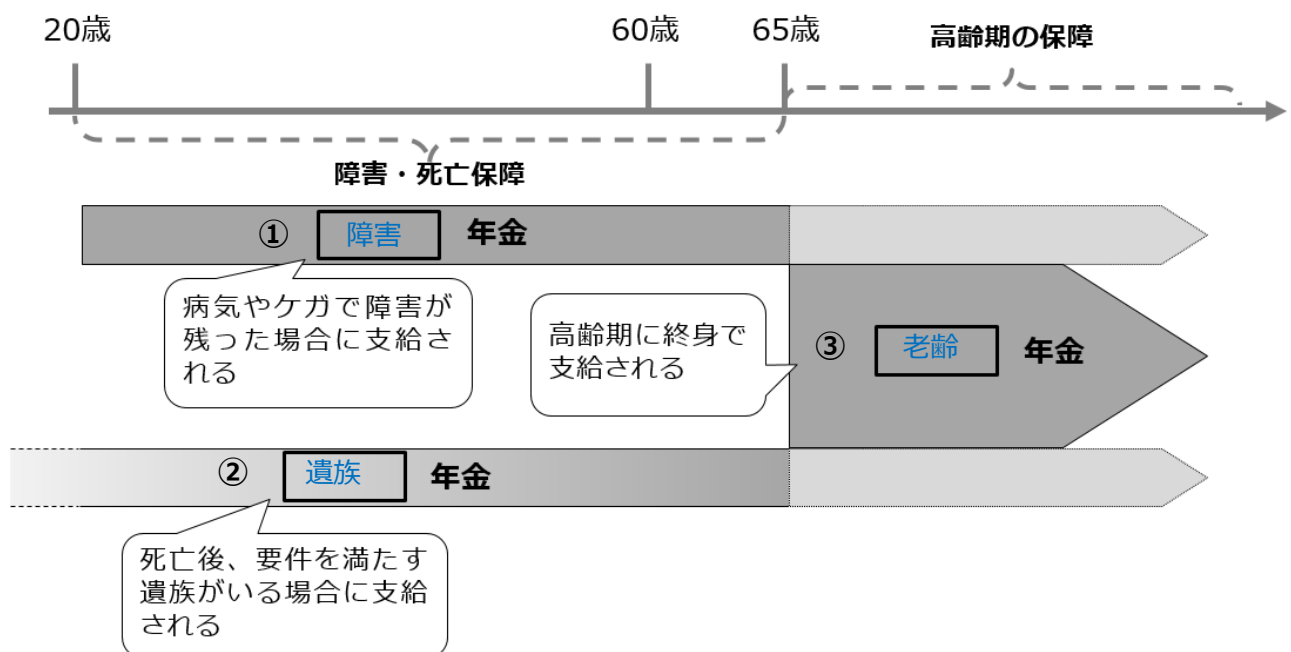 20歳
60歳
65歳
高齢期の保障
障害・死亡保障
① 障害 年金
病気やケガで障害が
残った場合に支給さ
れる
高齢期に終身で
支給される
③ 老齢 年金
② 遺族 年金
死亡後、要件を満たす
遺族がいる場合に支給
される